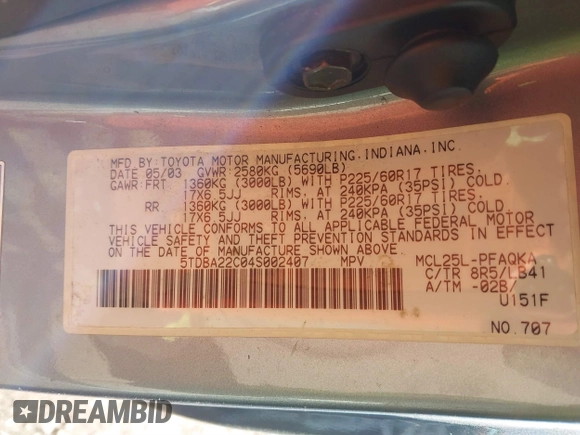 MFD.BY:TOYOTA MOTOR MANUFACTURING.INDIANA.INC.
DATE 05/03 GVWR:2580KG (5690LB)
GAWR:FRT 1360KG (3000LB) WITH P225/60R17 TIRES.
17X6.5JJ RIMS. AT 240KPA (35PSI) COLD.
RR 1360KG (3000LB) WITH P225/60R17 TIRES.
17X6.5JJ RIMS. AT 240KPA (35PSI) COLD.
THIS VEHICLE CONFORMS TO ALL APPLICABLE FEDERAL MOTOR
VEHICLE SAFETY AND THEFT PREVENTION STANDARDS IN EFFECT
ON THE DATE OF MANUFACTURE SHOWN ABOVE.
5TDBA22C04S002407 MPV MCL25L-PFAQKA
C/TR 8R5/LB41
A/TM -02B/
U151F
NO.707
DREAMBID